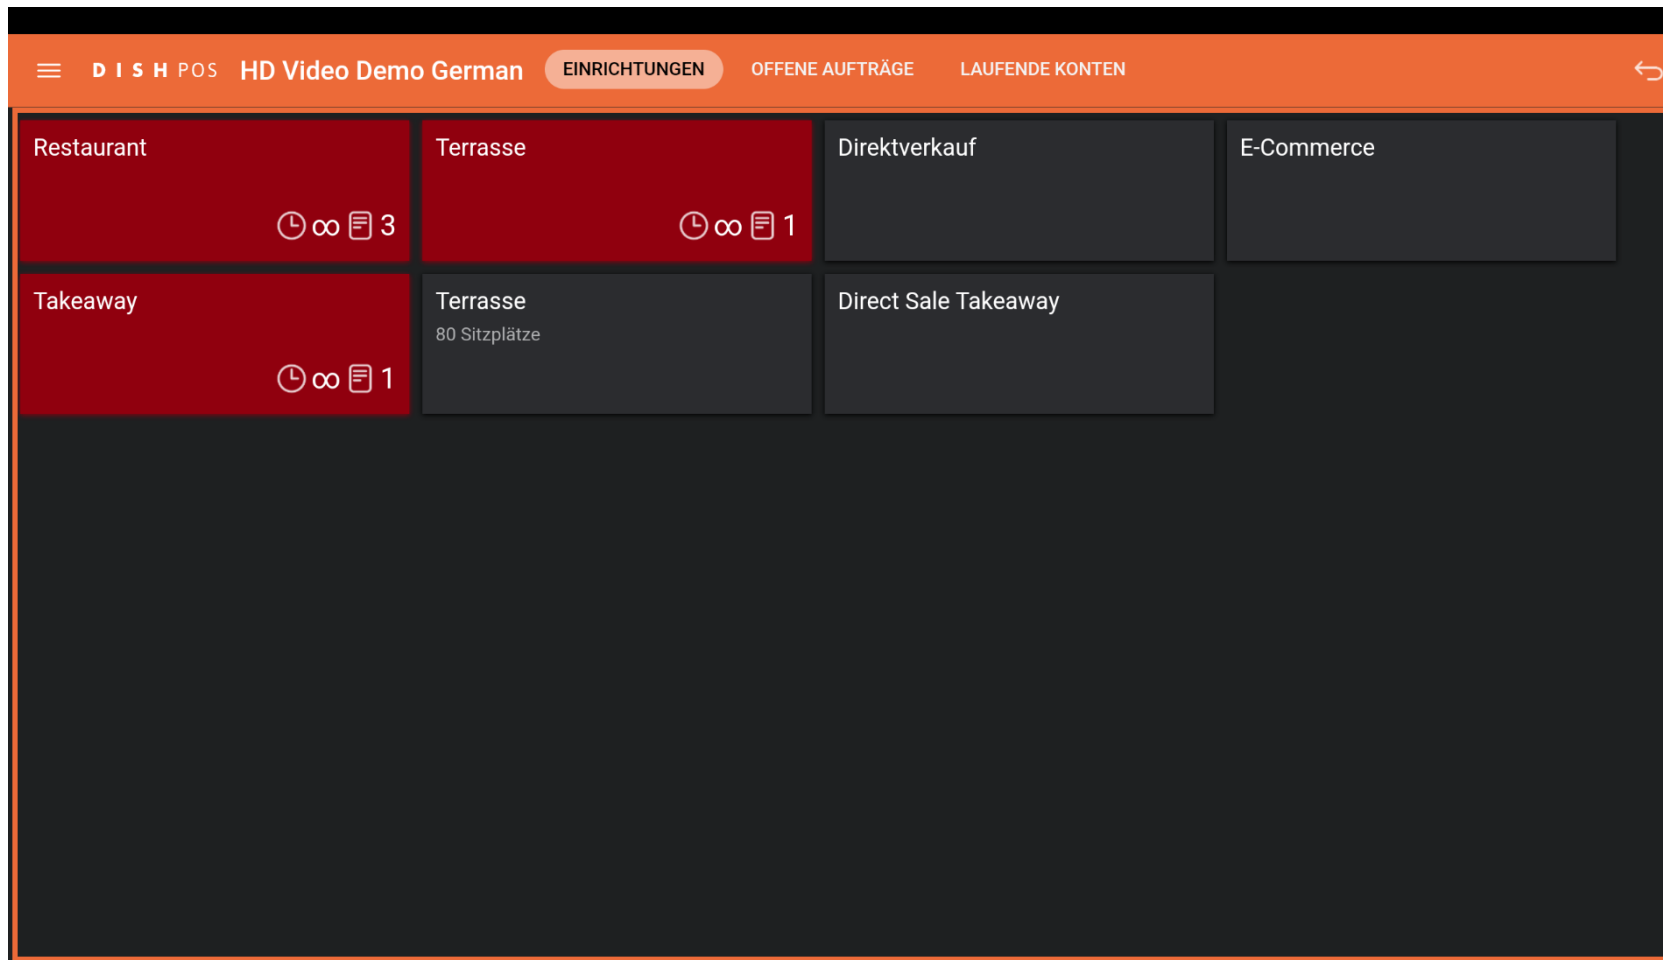 DISH POS HD Video Demo German EINRICHTUNGEN OFFENE AUFTRÄGE LAUFENDE KONTEN
Restaurant
∞ 3
Terrasse
∞ 1
Direktverkauf
E-Commerce
Takeaway
∞ 1
Terrasse
80 Sitzplätze
Direct Sale Takeaway